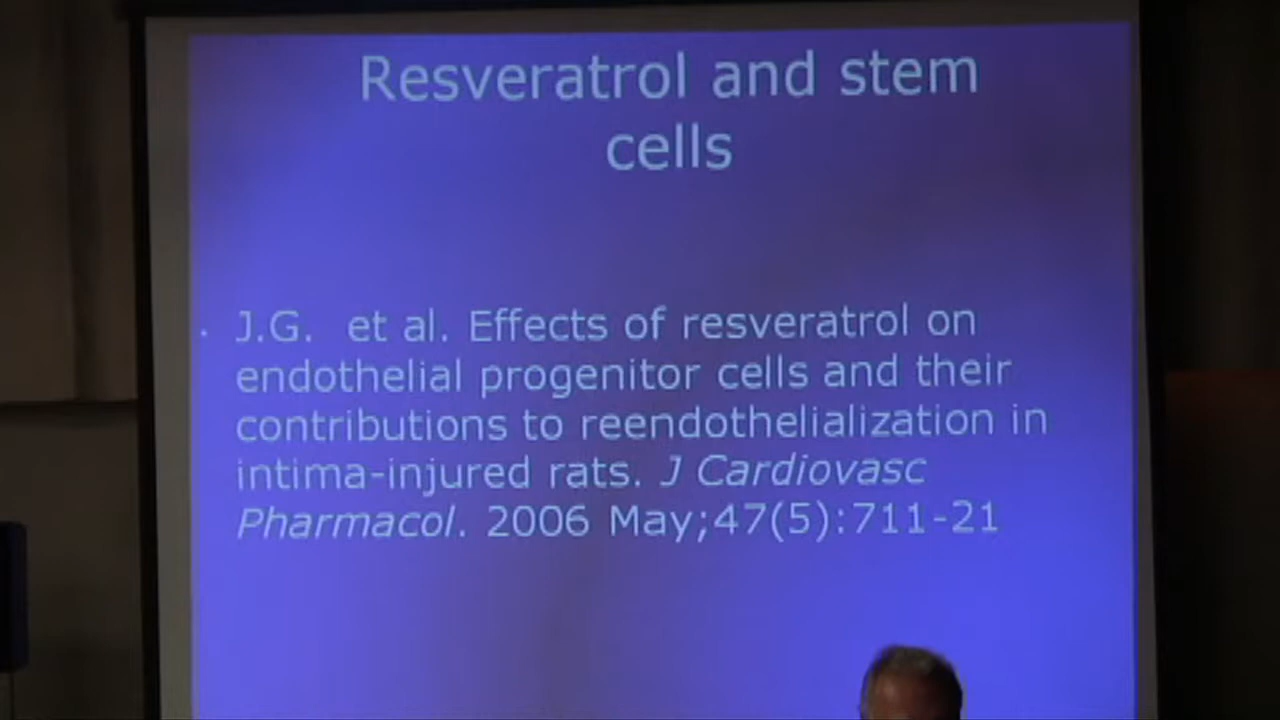 Resveratrol and stem
cells
• J.G. et al. Effects of resveratrol on
endothelial progenitor cells and their
contributions to reendothelialization in
intima-injured rats. J Cardiovasc
Pharmacol. 2006 May;47(5):711-21